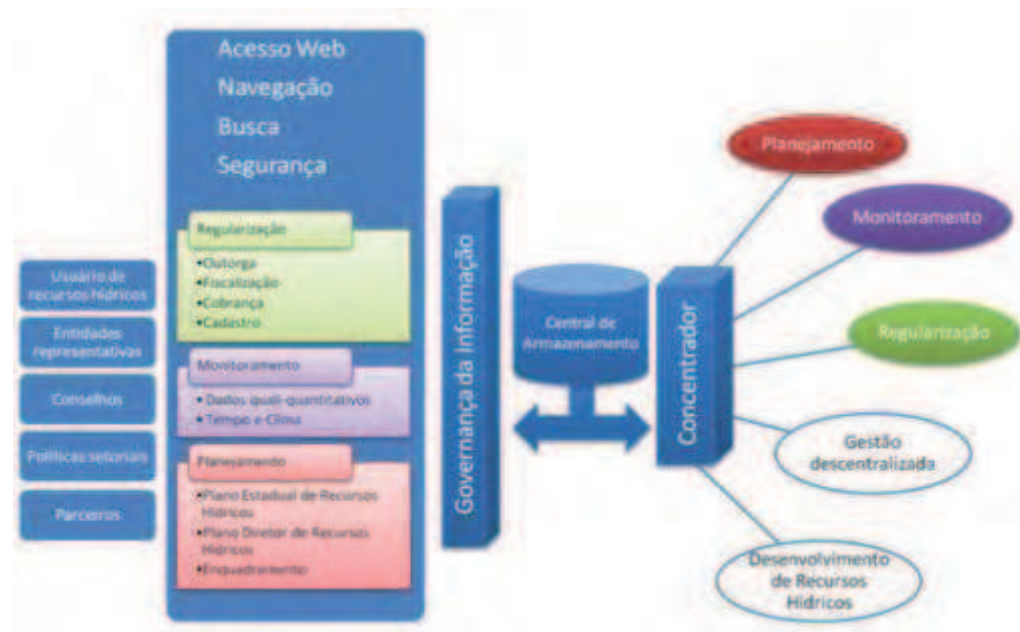 Acesso Web
Navegação
Busca
Segurança
Regularização
•Outorga
•Fiscalização
•Cobrança
•Cadastro
Monitoramento
• Dados quali-quantitativos
• Tempo e Clima
Planejamento
•Plano Estadual de Recursos
Hídricos
•Plano Diretor de Recursos
Hídricos
•Enquadramento
Usuário de
recursos hídricos
Entidades
representativas
Conselhos
Políticas setoriais
Parceiros
Governança da Informação
Central de
Armazenamento
Concentrador
Planejamento
Monitoramento
Regularização
Gestão
descentralizada
Desenvolvimento
de Recursos
Hídricos